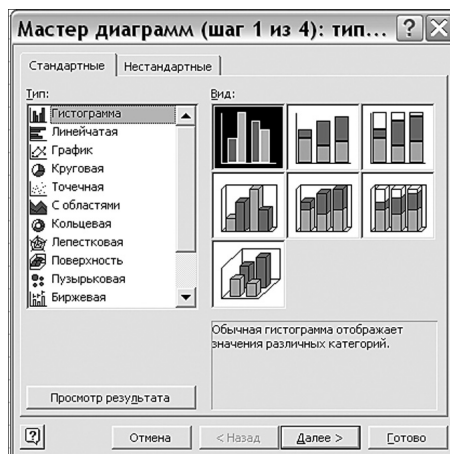 Мастер диаграмм (шаг 1 из 4): тип...
Стандартные
Нестандартные
Тип:
Гистограмма
Линейчатая
График
Круговая
Точечная
С областями
Кольцевая
Лепестковая
Поверхность
Пузырьковая
Биржевая
Вид:
Обычная гистограмма отображает
значения различных категорий.
Просмотр результата
Отмена
< Назад
Далее >
Готово